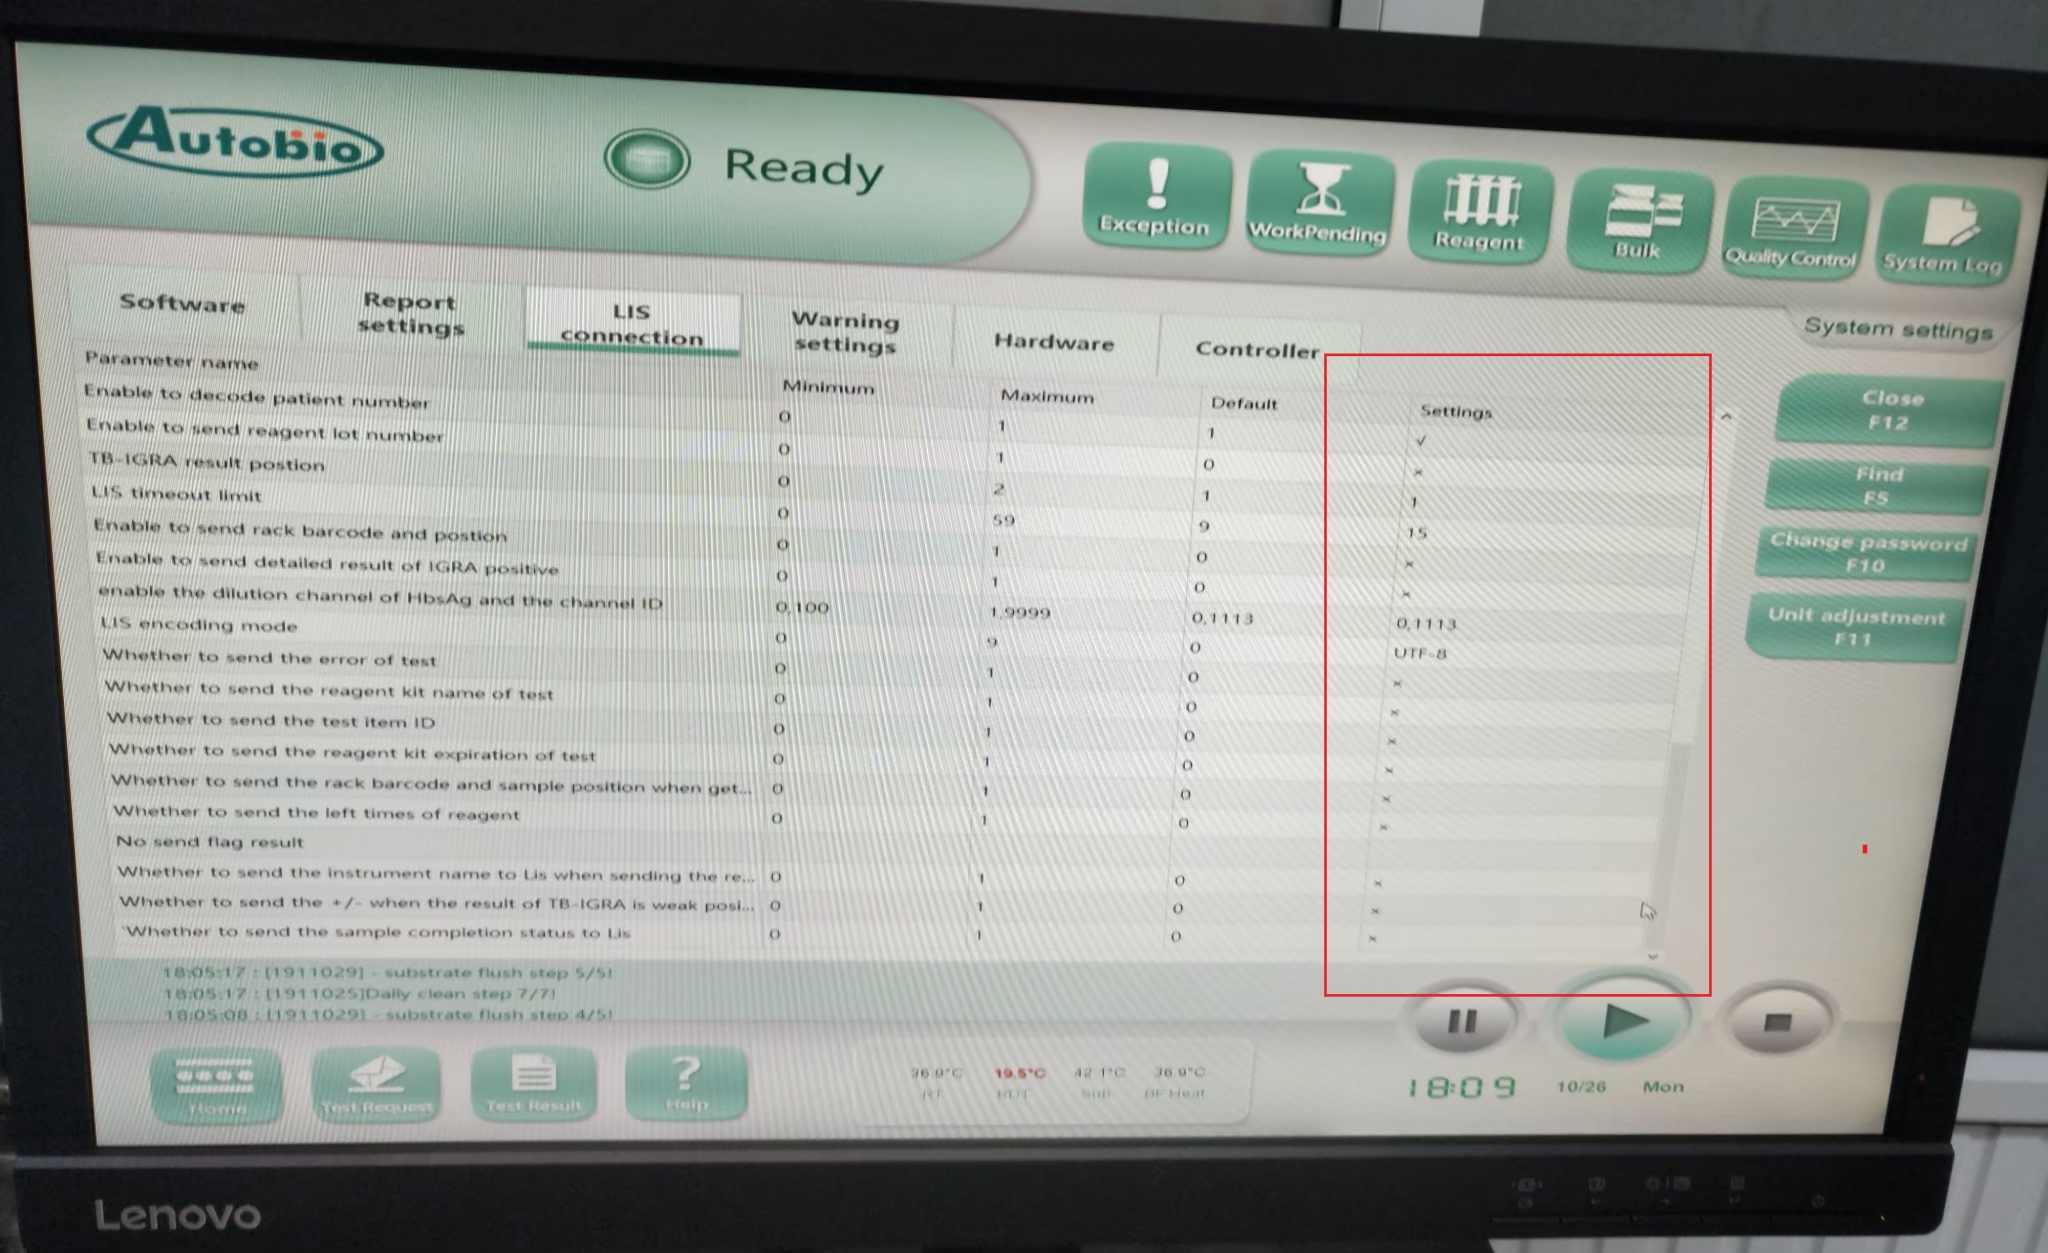 Autobio
Ready
Exception
WorkPending
Reagent
Bulk
Quality Control
System Log
Software
Report settings
LIS connection
Warning settings
Hardware
Controller
System settings
Parameter name Minimum Maximum Default Settings
Enable to decode patient number 0 1 1 ✓
Enable to send reagent lot number 0 1 0 ×
TB-IGRA result postion 0 2 1 1
LIS timeout limit 0 59 9 15
Enable to send rack barcode and postion 0 1 0 ×
Enable to send detailed result of IGRA positive 0 1 0 ×
enable the dilution channel of HbsAg and the channel ID 0,100 1,9999 0,1113 0,1113
LIS encoding mode 0 9 0 UTF-8
Whether to send the error of test 0 1 0 ×
Whether to send the reagent kit name of test 0 1 0 ×
Whether to send the test item ID 0 1 0 ×
Whether to send the reagent kit expiration of test 0 1 0 ×
Whether to send the rack barcode and sample position when get... 0 1 0 ×
Whether to send the left times of reagent 0 1 0 ×
No send flag result
Whether to send the instrument name to Lis when sending the re... 0 1 0 ×
Whether to send the +/- when the result of TB-IGRA is weak posi... 0 1 0 ×
Whether to send the sample completion status to Lis 0 1 0 ×
Close
F12
Find
F5
Change password
F10
Unit adjustment
F11
18:05:17 : [1911029] - substrate flush step 5/5!
18:05:17 : [1911025]Daily clean step 7/7!
18:05:08 : [1911029] - substrate flush step 4/5!
Home
Test Request
Test Result
? Help
36.9°C 19.5°C 42.1°C 36.9°C
RT RDT Sub BF Heat
18:09 10/26 Mon
Lenovo